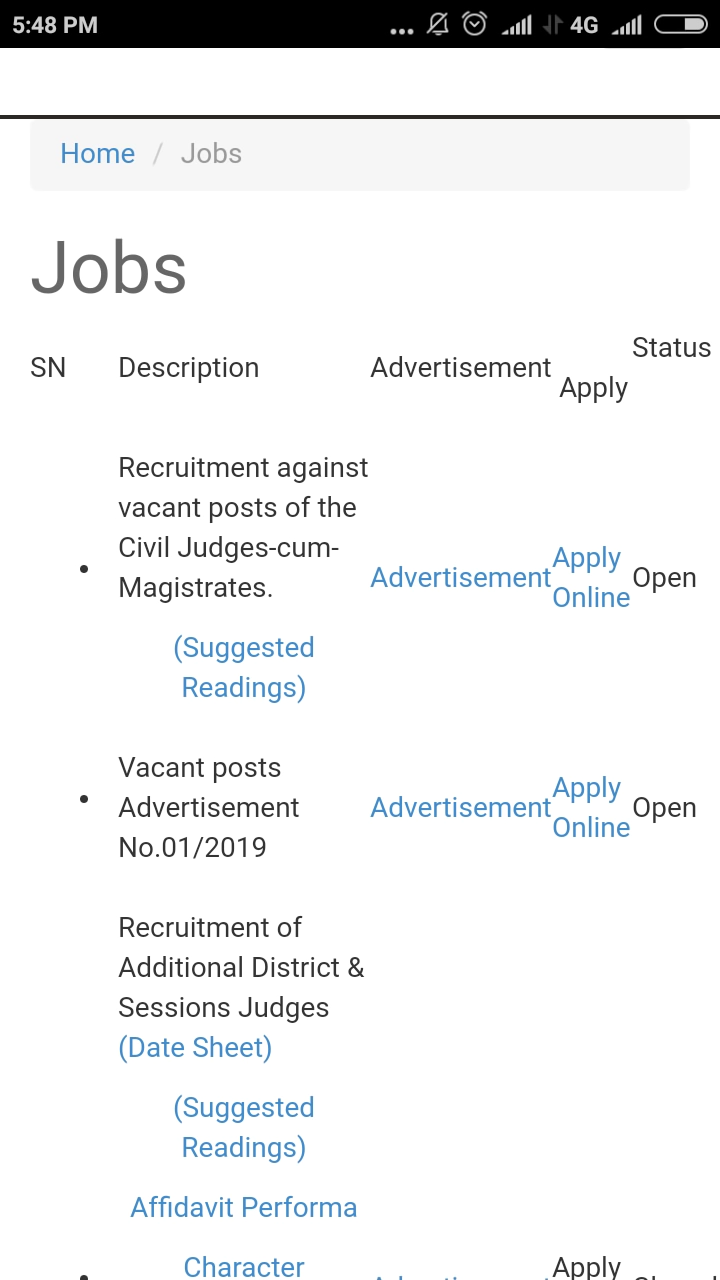 5:48 PM
4G
Home / Jobs
Jobs
SN Description Advertisement Apply Status
Recruitment against
vacant posts of the
Civil Judges-cum-
Magistrates.
(Suggested
Readings)
Advertisement
Apply
Online
Open
Vacant posts
Advertisement
No.01/2019
Advertisement
Apply
Online
Open
Recruitment of
Additional District &
Sessions Judges
(Date Sheet)
(Suggested
Readings)
Affidavit Performa
Character
Apply